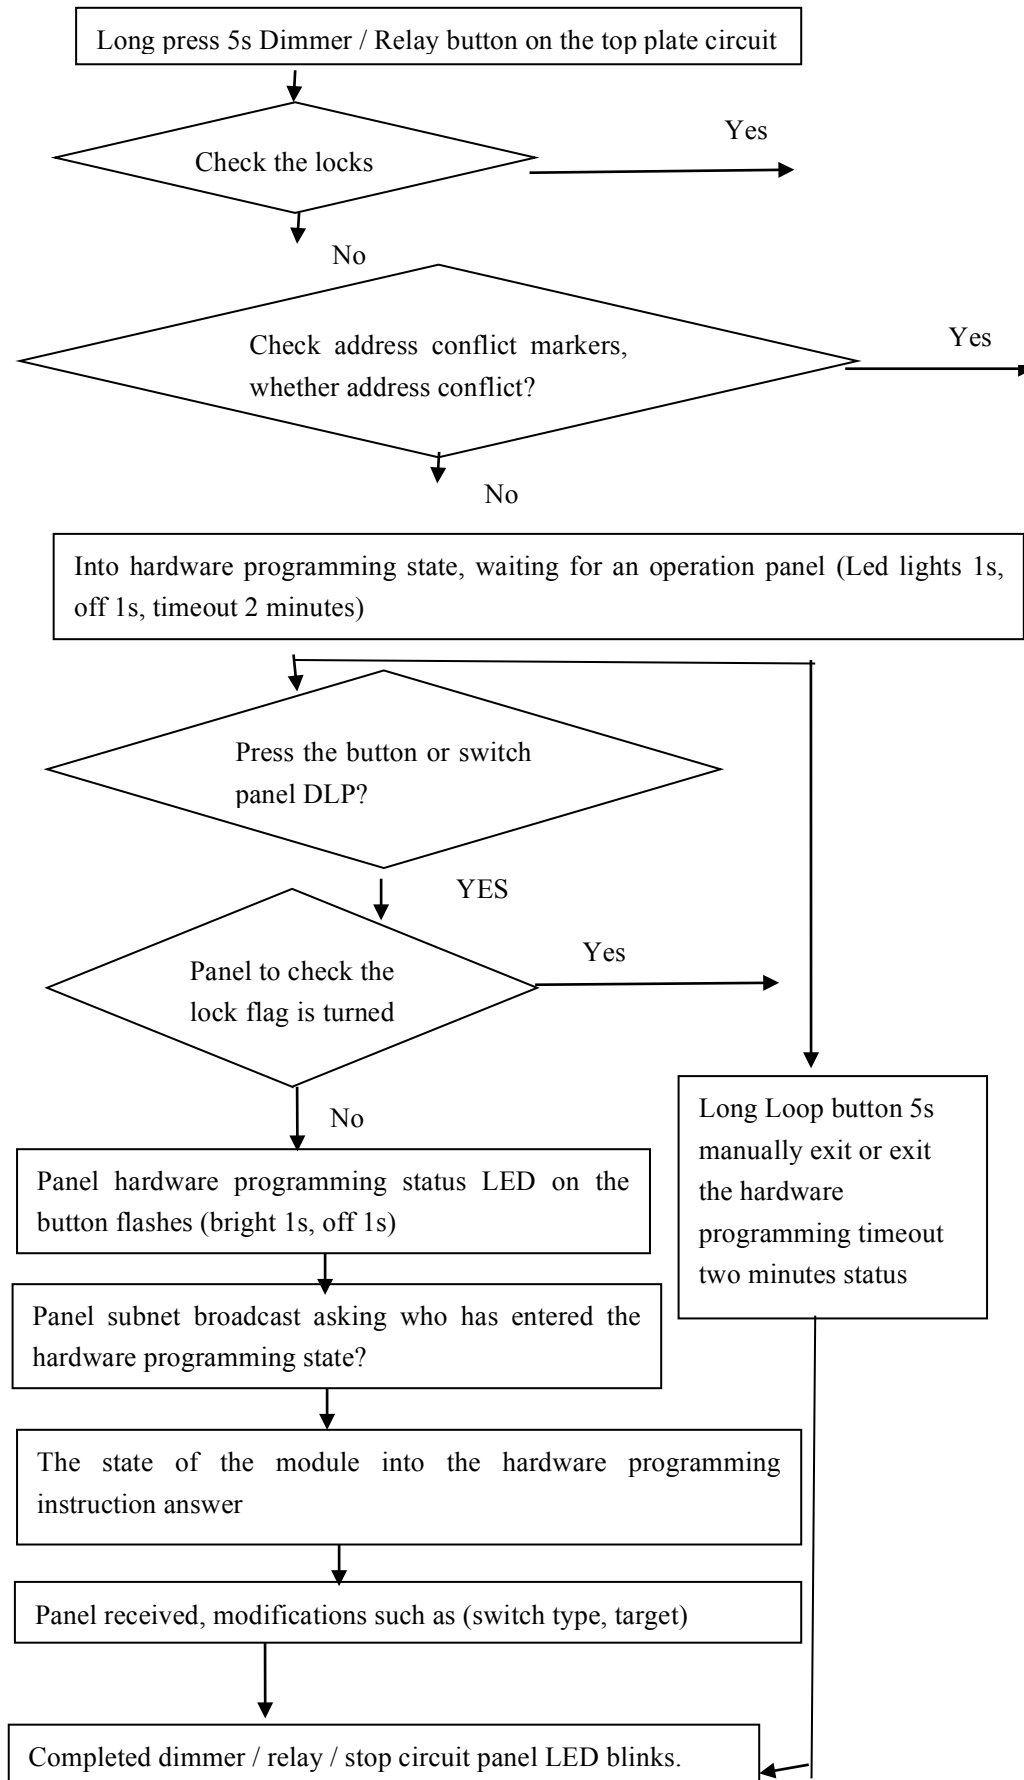 Long press 5s Dimmer / Relay button on the top plate circuit
Yes
Check the locks
No
Yes
Check address conflict markers,
whether address conflict?
No
Into hardware programming state, waiting for an operation panel (Led lights 1s,
off 1s, timeout 2 minutes)
Press the button or switch
panel DLP?
YES
Yes
Panel to check the
lock flag is turned
No
Long Loop button 5s
manually exit or exit
the hardware
programming timeout
two minutes status
Panel hardware programming status LED on the
button flashes (bright 1s, off 1s)
Panel subnet broadcast asking who has entered the
hardware programming state?
The state of the module into the hardware programming
instruction answer
Panel received, modifications such as (switch type, target)
Completed dimmer / relay / stop circuit panel LED blinks.